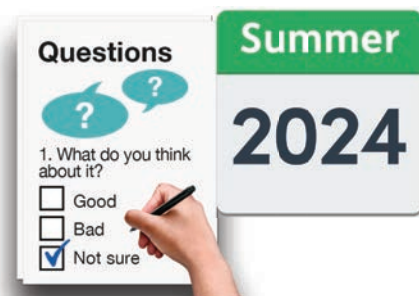 Questions
? ?
1. What do you think
about it?
Good
Bad
Not sure
Summer
2024